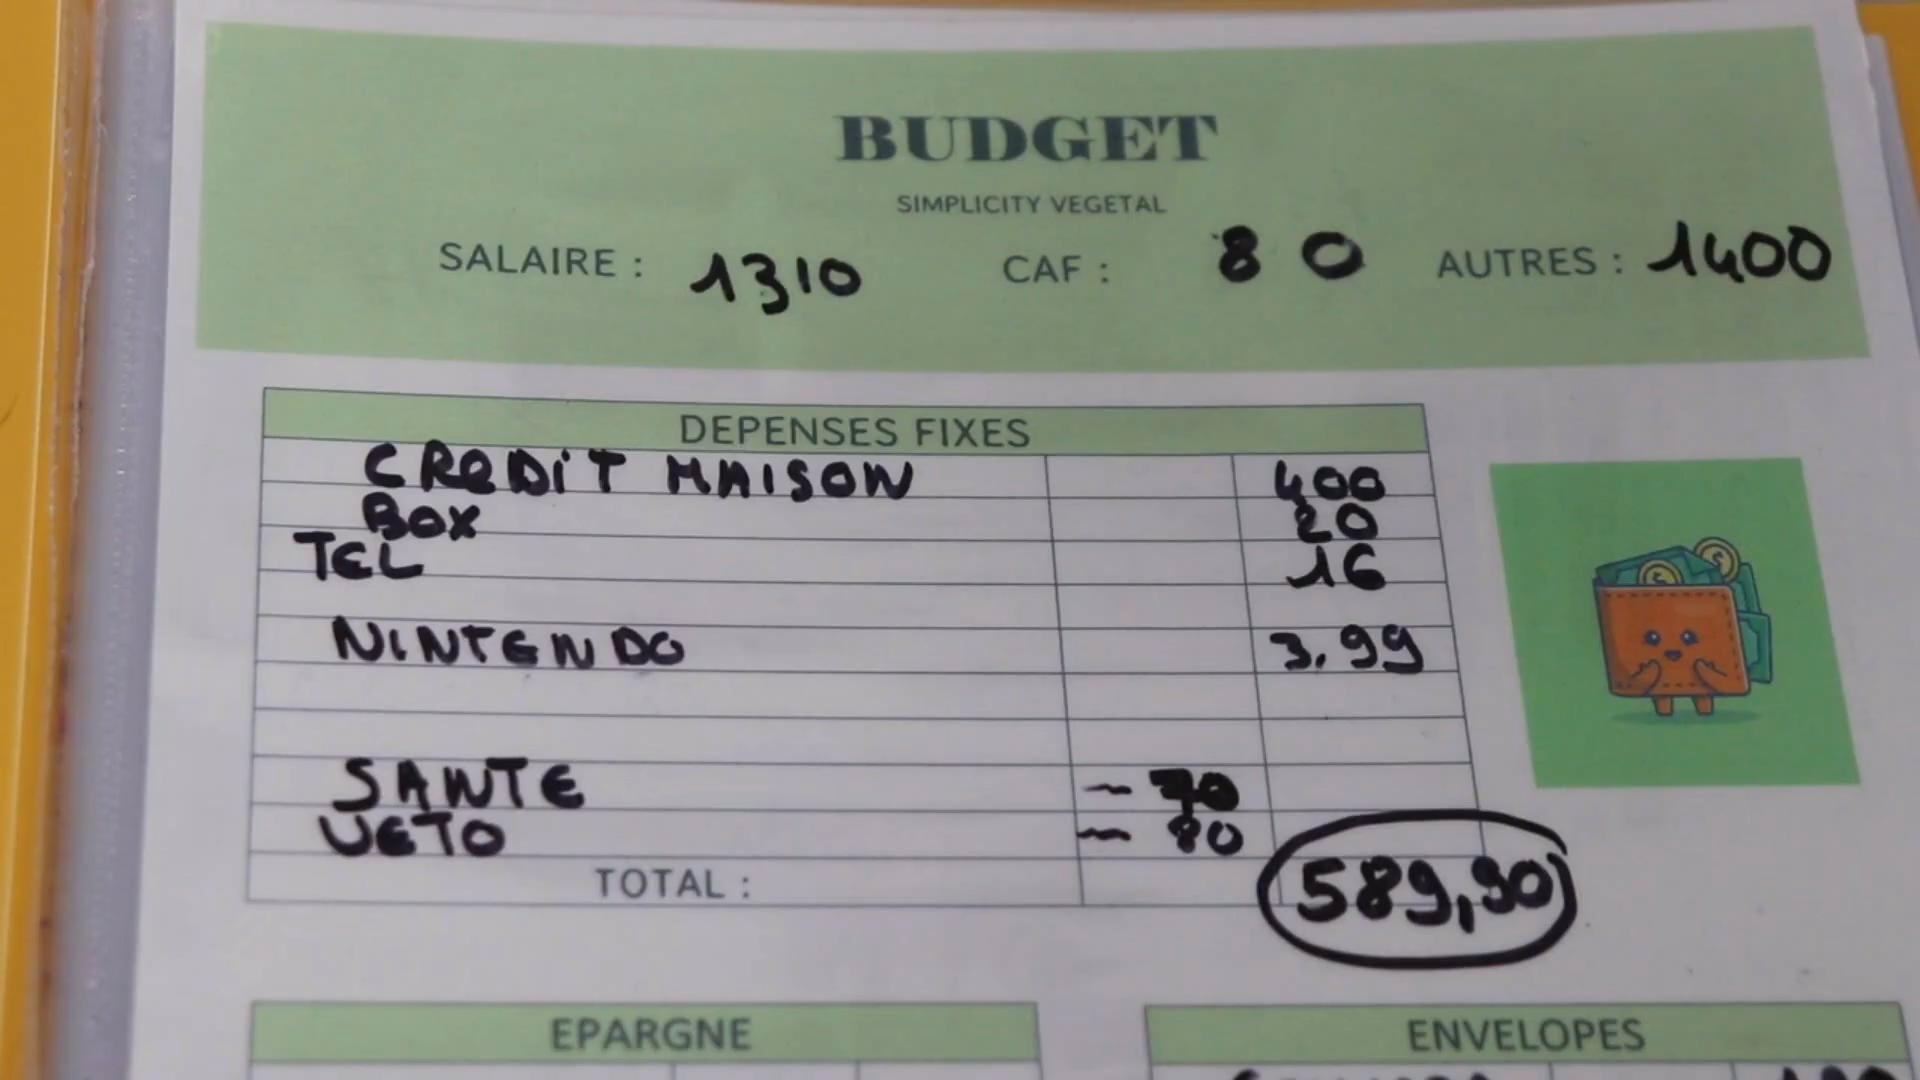 BUDGET
SIMPLICITY VEGETAL
SALAIRE : 1310 CAF : 80 AUTRES : 1400
DEPENSES FIXES
CREDIT MAISON 400
BOX 20
TEL 16
NINTENDO 3.99
SANTE - 70
VETO - 80
TOTAL : 589,90
EPARGNE ENVELOPES